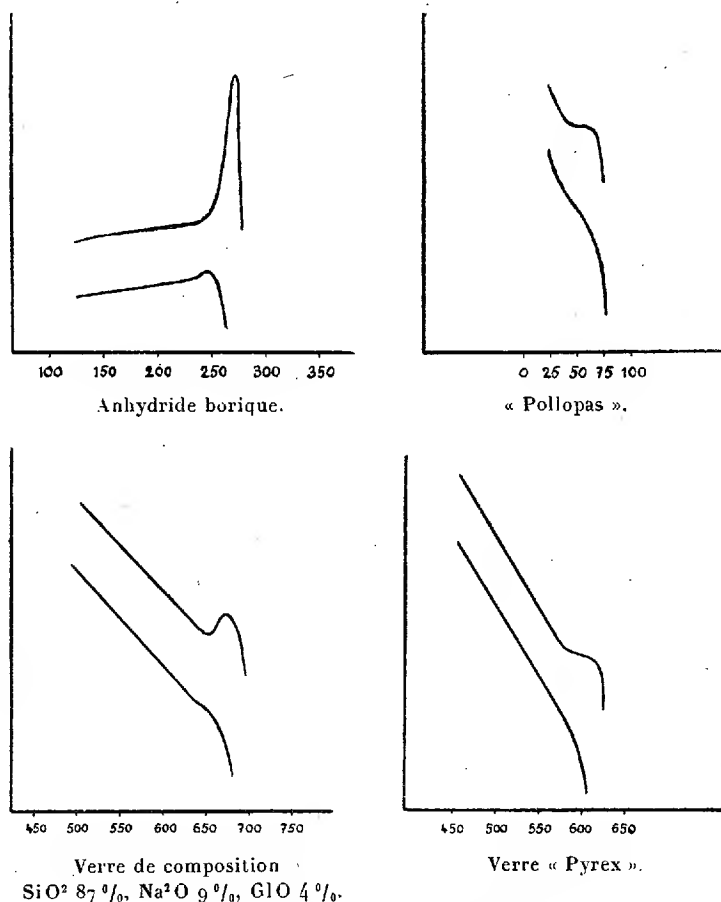 100 150 200 250 300 350
Anhydride borique.
0 25 50 75 100
« Pollopas ».
450 500 550 600 650 700 750
Verre de composition
SiO² 87 %, Na²O 9 %, GlO 4 %.
450 500 550 600 650
Verre « Pyrex ».